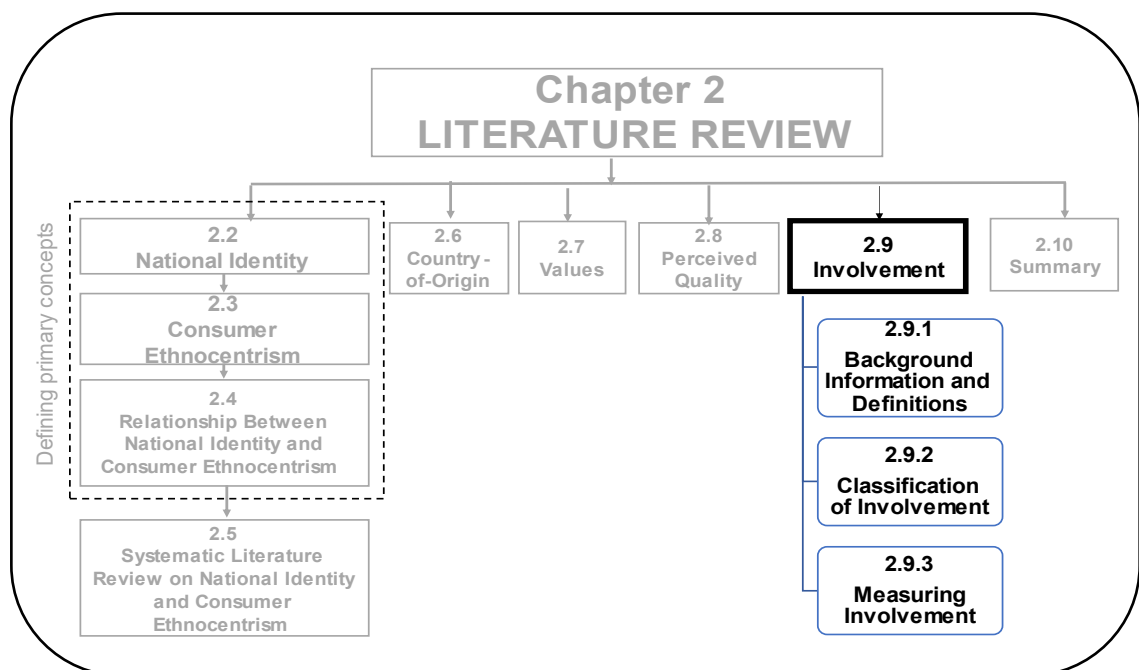 Chapter 2
LITERATURE REVIEW
Defining primary concepts
2.2
National Identity
2.3
Consumer
Ethnocentrism
2.4
Relationship Between
National Identity and
Consumer Ethnocentrism
2.5
Systematic Literature
Review on National Identity
and Consumer
Ethnocentrism
2.6
Country -
of-Origin
2.7
Values
2.8
Perceived
Quality
2.9
Involvement
2.9.1
Background
Information and
Definitions
2.9.2
Classification
of Involvement
2.9.3
Measuring
Involvement
2.10
Summary